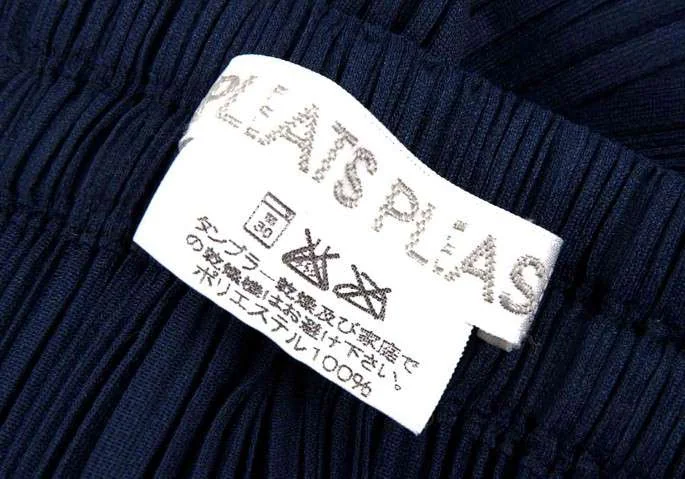 PLEATS PLEAS
弱
30
タンブラー乾燥及び家庭で
の乾燥機はお避け下さい。
ポリエステル100%